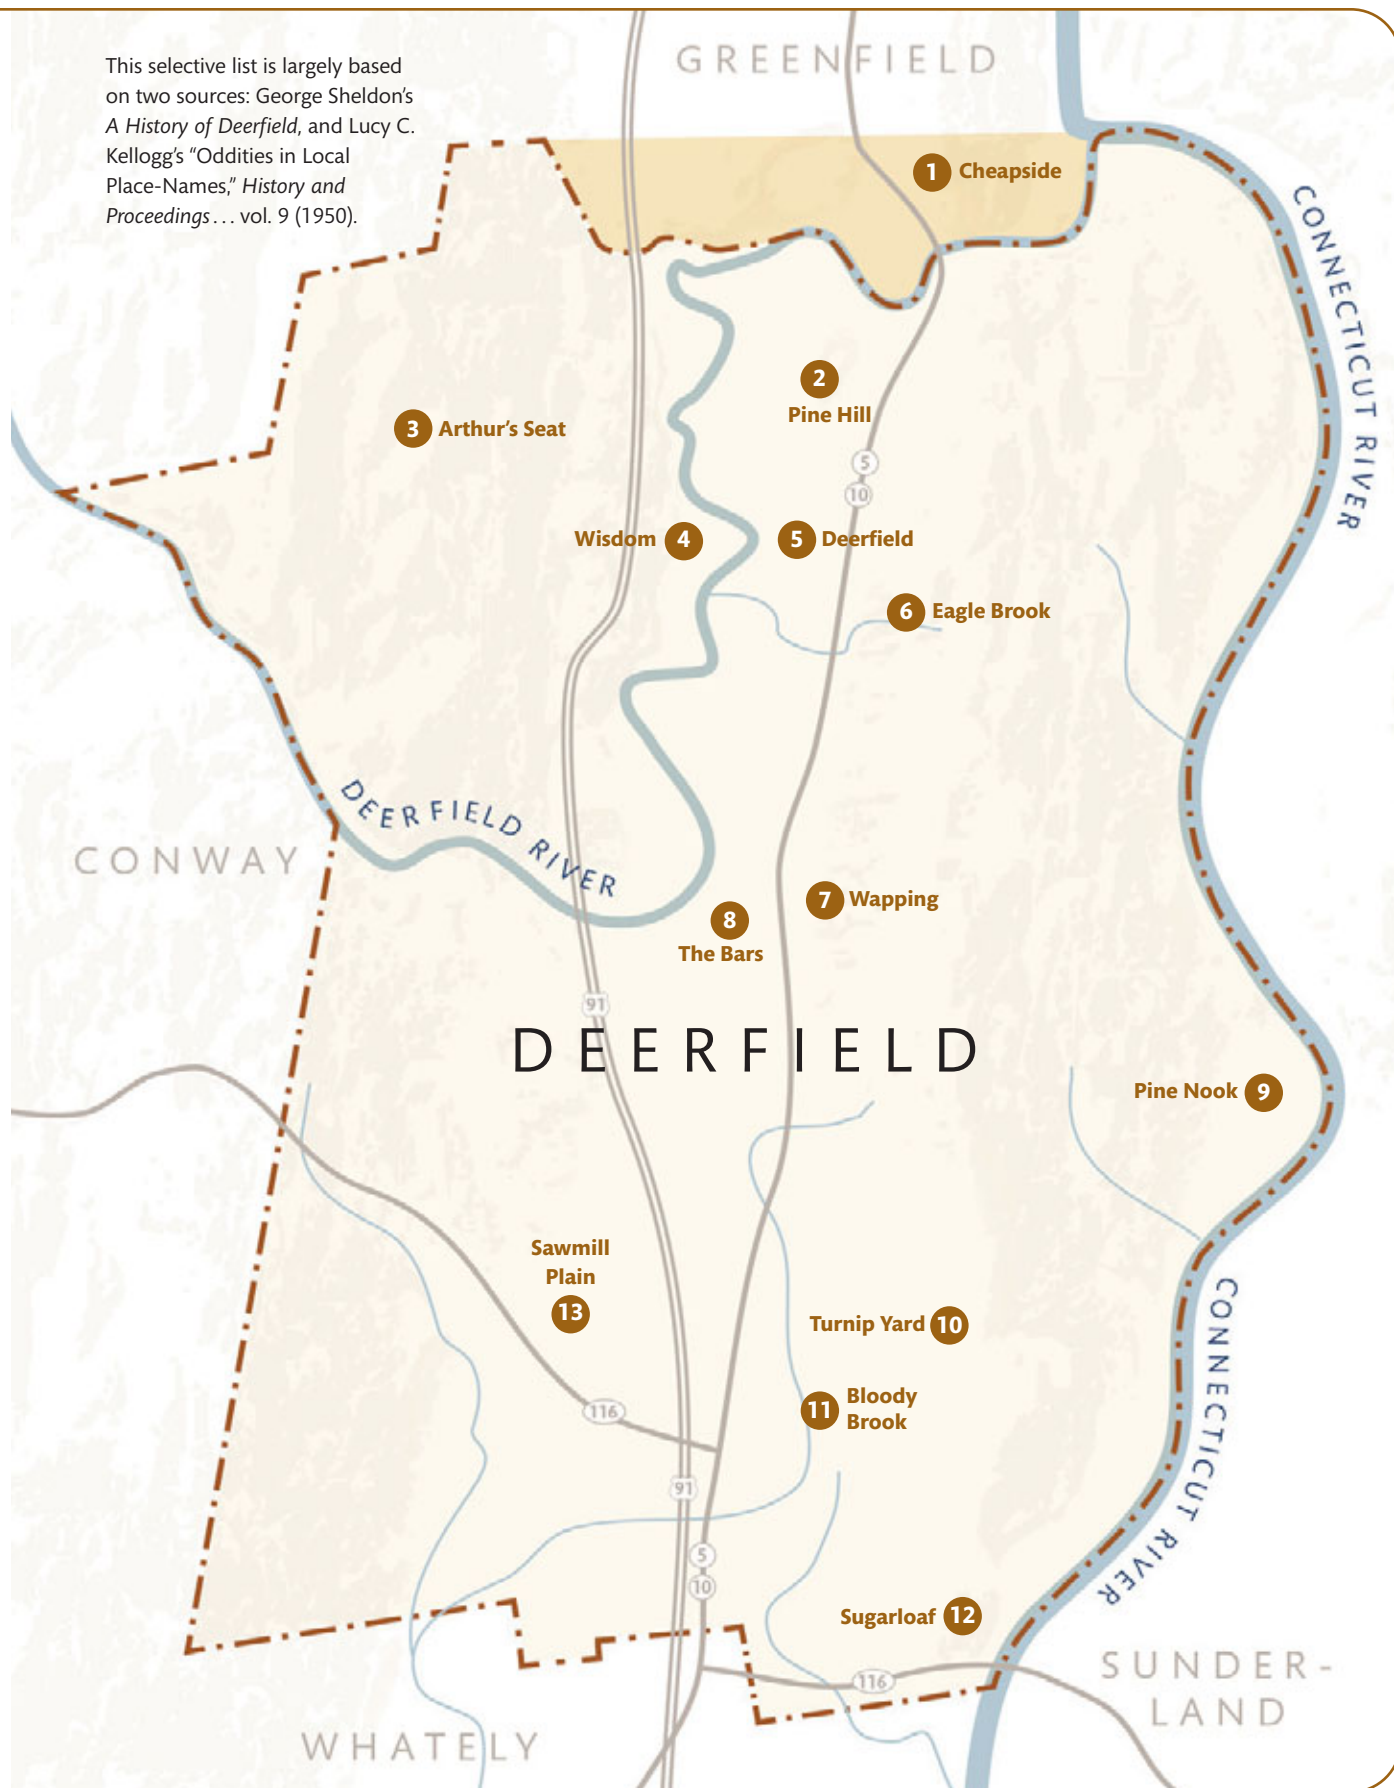 This selective list is largely based
on two sources: George Sheldon’s
A History of Deerfield, and Lucy C.
Kellogg’s “Oddities in Local
Place-Names,” History and
Proceedings . . . vol. 9 (1950).
GREENFIELD
1 Cheapside
CONNECTICUT RIVER
2
Pine Hill
3 Arthur’s Seat
5
10
Wisdom 4
5 Deerfield
6 Eagle Brook
DEERFIELD RIVER
CONWAY
7 Wapping
8
The Bars
91
DEERFIELD
Pine Nook 9
Sawmill
Plain
13
CONNECTICUT RIVER
Turnip Yard 10
11 Bloody
Brook
116
91
5
10
Sugarloaf 12
116
SUNDER-
LAND
WHATELY